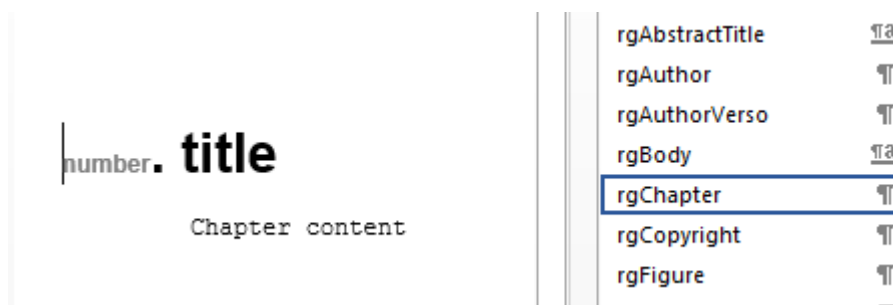 number. title
Chapter content
rgAbstractTitle ¶a
rgAuthor ¶
rgAuthorVerso ¶
rgBody ¶a
rgChapter ¶
rgCopyright ¶
rgFigure ¶